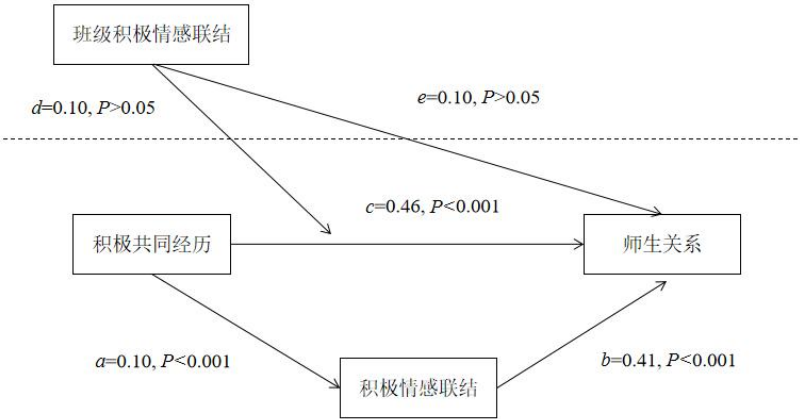 班级积极情感联结
d=0.10, P>0.05
e=0.10, P>0.05
c=0.46, P<0.001
积极共同经历
师生关系
a=0.10, P<0.001
b=0.41, P<0.001
积极情感联结